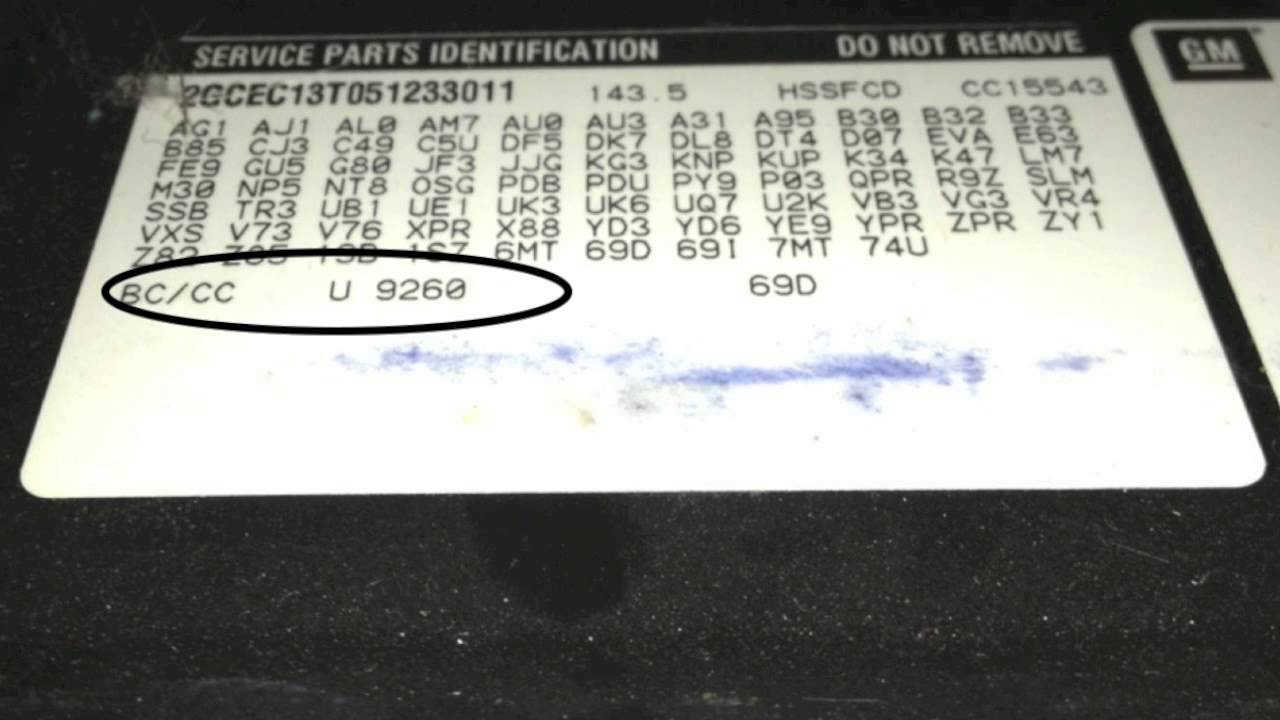 SERVICE PARTS IDENTIFICATION DO NOT REMOVE
GM
2GCEC13T051233011 143.5 HSSFCD CC15543
AG1 AJ1 AL0 AM7 AU0 AU3 A31 A95 B30 B32 B33
B85 CJ3 C49 C5U DF5 DK7 DL8 DT4 D07 EVA E63
FE9 GU5 G80 JF3 JJG KG3 KNP KUP K34 K47 LM7
M30 NP5 NT8 OSG PDB PDU PY9 P03 QPR R9Z SLM
SSB TR3 UB1 UE1 UK3 UK6 UQ7 U2K VB3 VG3 VR4
VXS V73 V76 XPR X88 YD3 YD6 YE9 YPR ZPR ZY1
Z82 6MT 69D 69I 7MT 74U
BC/CC U 9260 69D